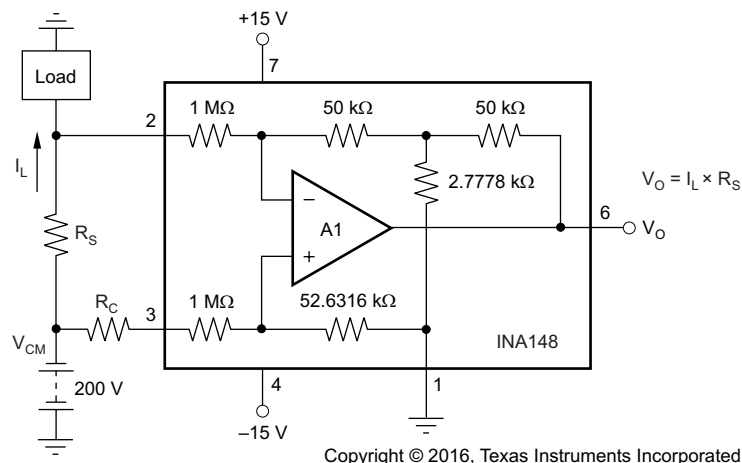 +15 V
Load
7
1 MΩ
50 kΩ
50 kΩ
2
I_L
2.7778 kΩ
V_O = I_L × R_S
A1
−
+
6
V_O
R_S
R_C
3
1 MΩ
52.6316 kΩ
V_CM
INA148
200 V
4
1
–15 V
Copyright © 2016, Texas Instruments Incorporated